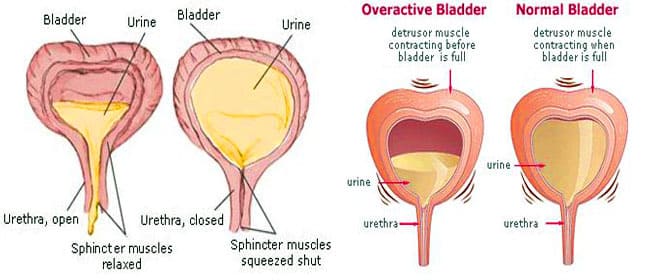 Bladder
Urine
Urethra, open
Sphincter muscles
relaxed
Bladder
Urine
Urethra, closed
Sphincter muscles
squeezed shut
Overactive Bladder
detrusor muscle
contracting before
bladder is full
urine
urethra
Normal Bladder
detrusor muscle
contracting when
bladder is full
urine
urethra